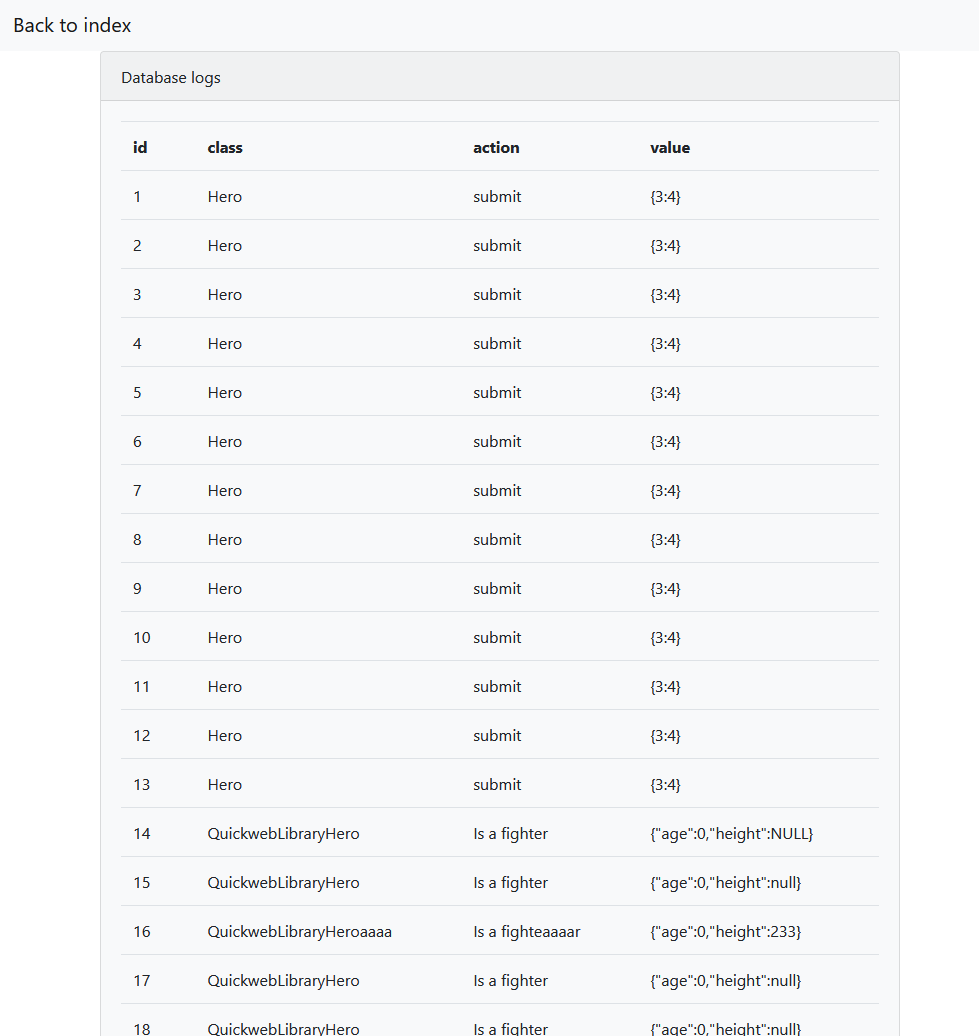 Back to index
Database logs
id class action value
1 Hero submit {3:4}
2 Hero submit {3:4}
3 Hero submit {3:4}
4 Hero submit {3:4}
5 Hero submit {3:4}
6 Hero submit {3:4}
7 Hero submit {3:4}
8 Hero submit {3:4}
9 Hero submit {3:4}
10 Hero submit {3:4}
11 Hero submit {3:4}
12 Hero submit {3:4}
13 Hero submit {3:4}
14 QuickwebLibraryHero Is a fighter {"age":0,"height":NULL}
15 QuickwebLibraryHero Is a fighter {"age":0,"height":null}
16 QuickwebLibraryHeroaaaa Is a fighteaaaar {"age":0,"height":233}
17 QuickwebLibraryHero Is a fighter {"age":0,"height":null}
18 QuickwebLibraryHero Is a fighter {"age":0,"height":null}